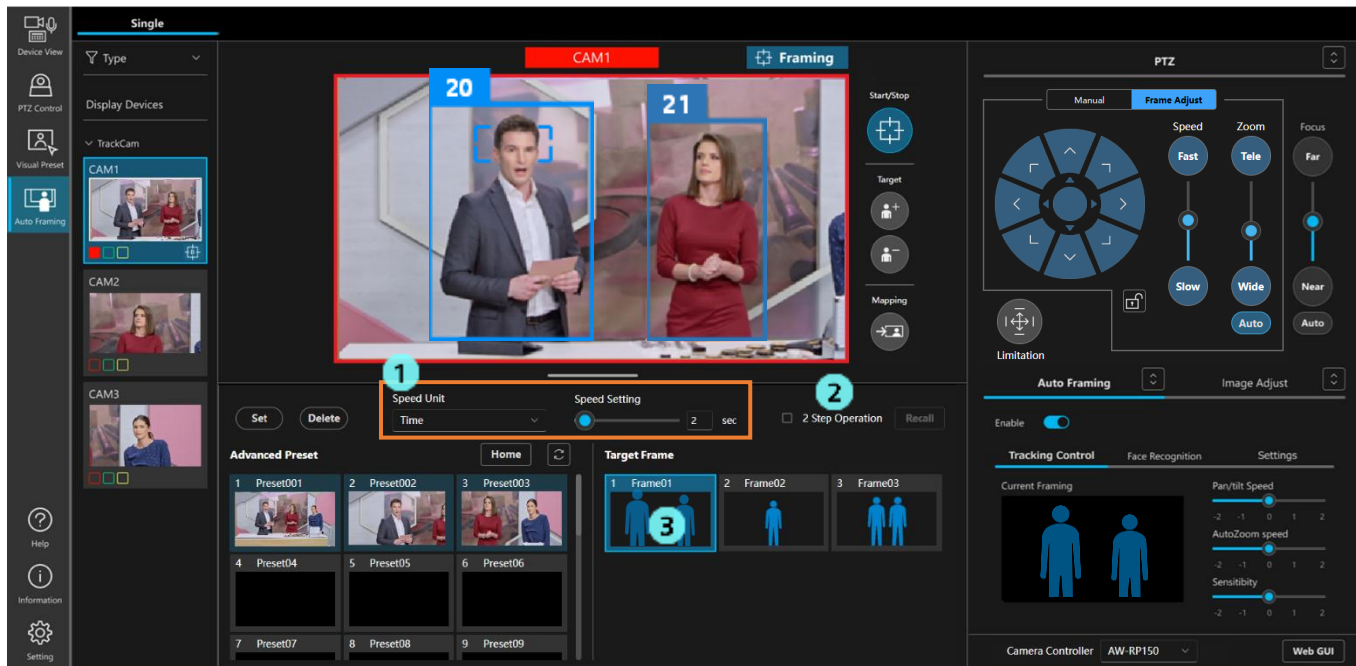 Single
Device View
PTZ Control
Visual Preset
Auto Framing
Help
Information
Setting
Type
Display Devices
TrackCam
CAM1
CAM2
CAM3
CAM1
Framing
20
21
Start/Stop
Target
Mapping
1
Speed Unit
Speed Setting
2
Set
Delete
Time
2 sec
2 Step Operation
Recall
Advanced Preset
Home
1 Preset001
2 Preset002
3 Preset003
4 Preset04
5 Preset05
6 Preset06
7 Preset07
8 Preset08
9 Preset09
Target Frame
1 Frame01
2 Frame02
3 Frame03
3
PTZ
Manual
Frame Adjust
Speed
Zoom
Focus
Fast
Tele
Far
Slow
Wide
Near
Auto
Auto
Limitation
Auto Framing
Image Adjust
Enable
Tracking Control
Face Recognition
Settings
Current Framing
Pan/tilt Speed
-2 -1 0 1 2
AutoZoom speed
-2 -1 0 1 2
Sensitibity
-2 -1 0 1 2
Camera Controller
AW-RP150
Web GUI